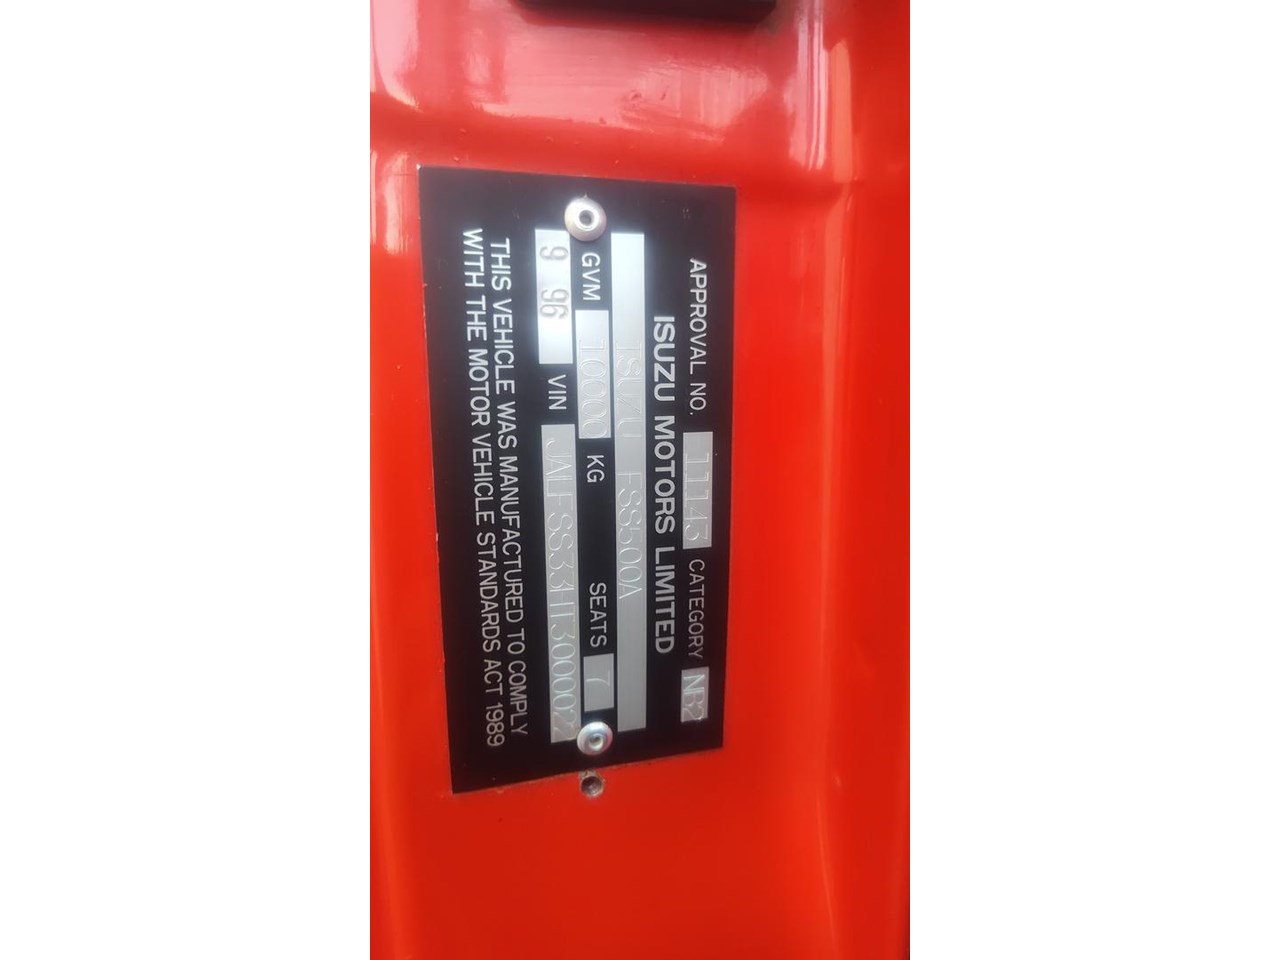 APPROVAL NO. 11143 CATEGORY NB2
ISUZU MOTORS LIMITED
ISUZU FSS500A
GVM 10000 KG SEATS 7
9 96 VIN JALFSS33HT3000022
THIS VEHICLE WAS MANUFACTURED TO COMPLY
WITH THE MOTOR VEHICLE STANDARDS ACT 1989